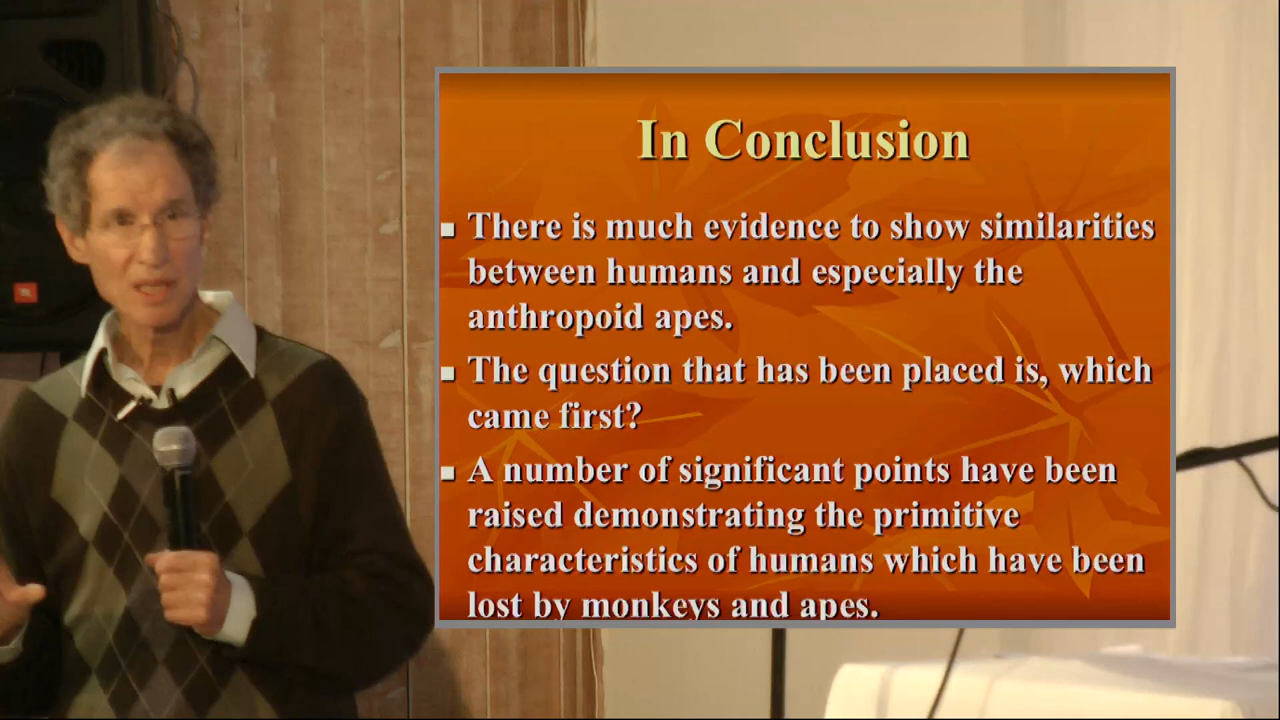 In Conclusion
There is much evidence to show similarities
between humans and especially the
anthropoid apes.
The question that has been placed is, which
came first?
A number of significant points have been
raised demonstrating the primitive
characteristics of humans which have been
lost by monkeys and apes.